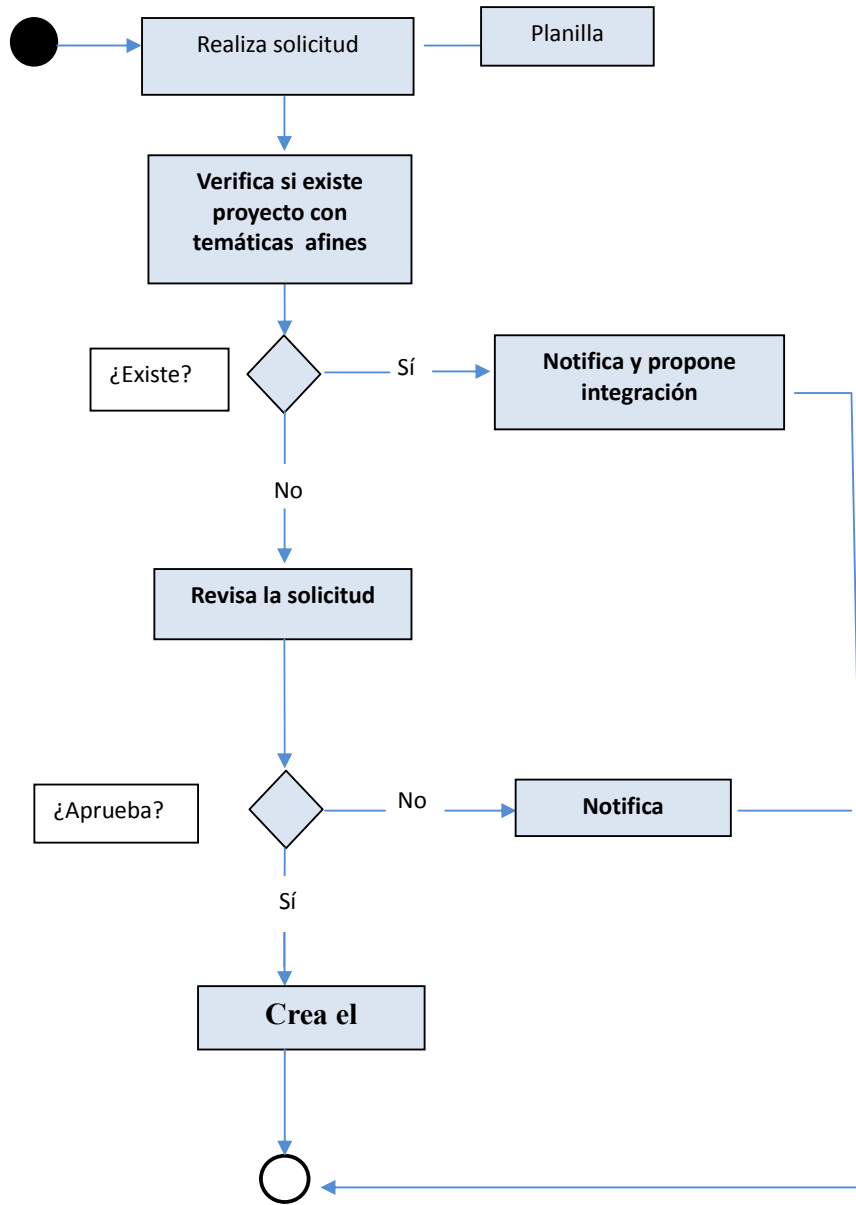 Realiza solicitud
Planilla
Verifica si existe
proyecto con
temáticas afines
¿Existe?
Sí
Notifica y propone
integración
No
Revisa la solicitud
¿Aprueba?
No
Notifica
Sí
Crea el